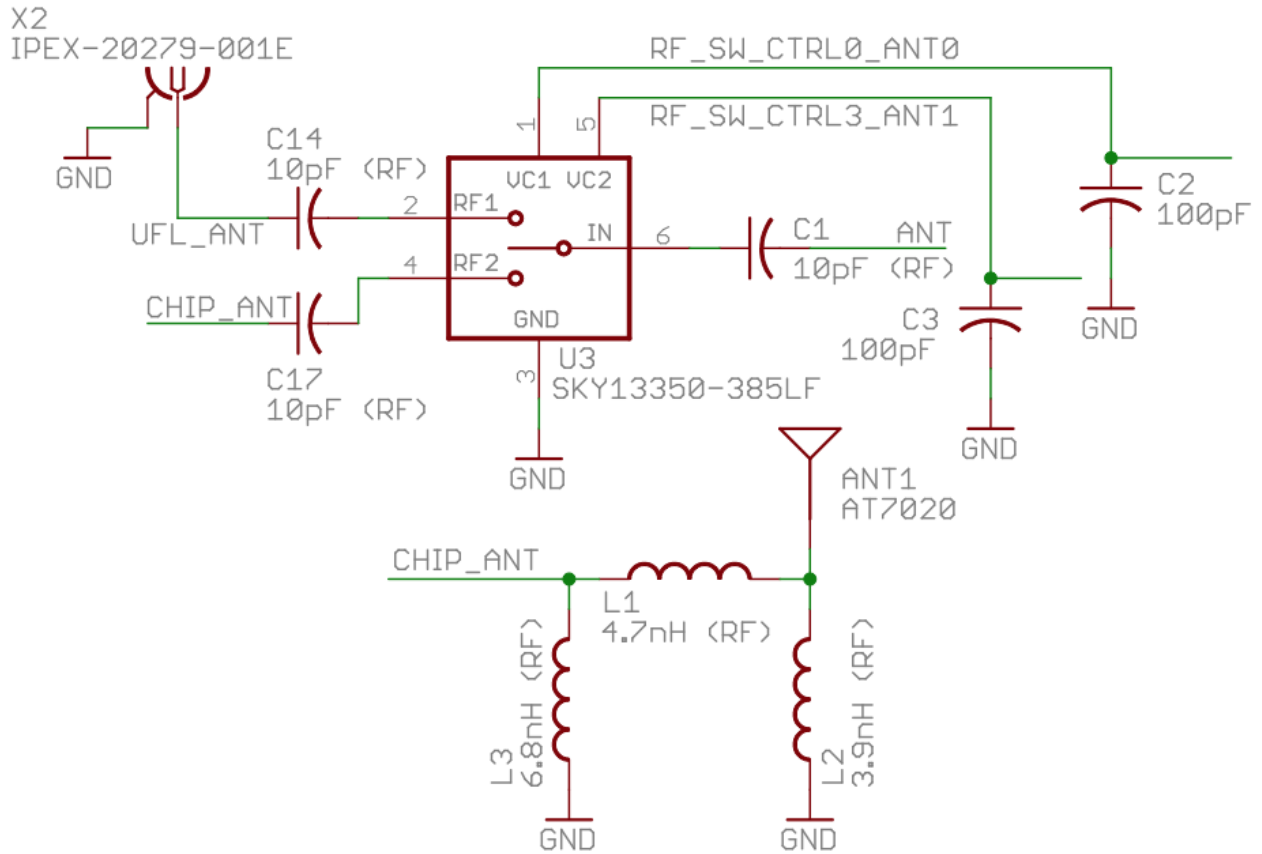 X2
IPEX-20279-001E
GND
UFL_ANT
C14
10pF (RF)
CHIP_ANT
C17
10pF (RF)
RF_SW_CTRL0_ANT0
RF_SW_CTRL3_ANT1
1
5
VC1 VC2
2
RF1
IN
6
4
RF2
GND
3
U3
SKY13350-385LF
GND
C1
10pF (RF)
ANT
C2
100pF
GND
C3
100pF
GND
ANT1
AT7020
CHIP_ANT
L1
4.7nH (RF)
L3
6.8nH (RF)
GND
L2
3.9nH (RF)
GND